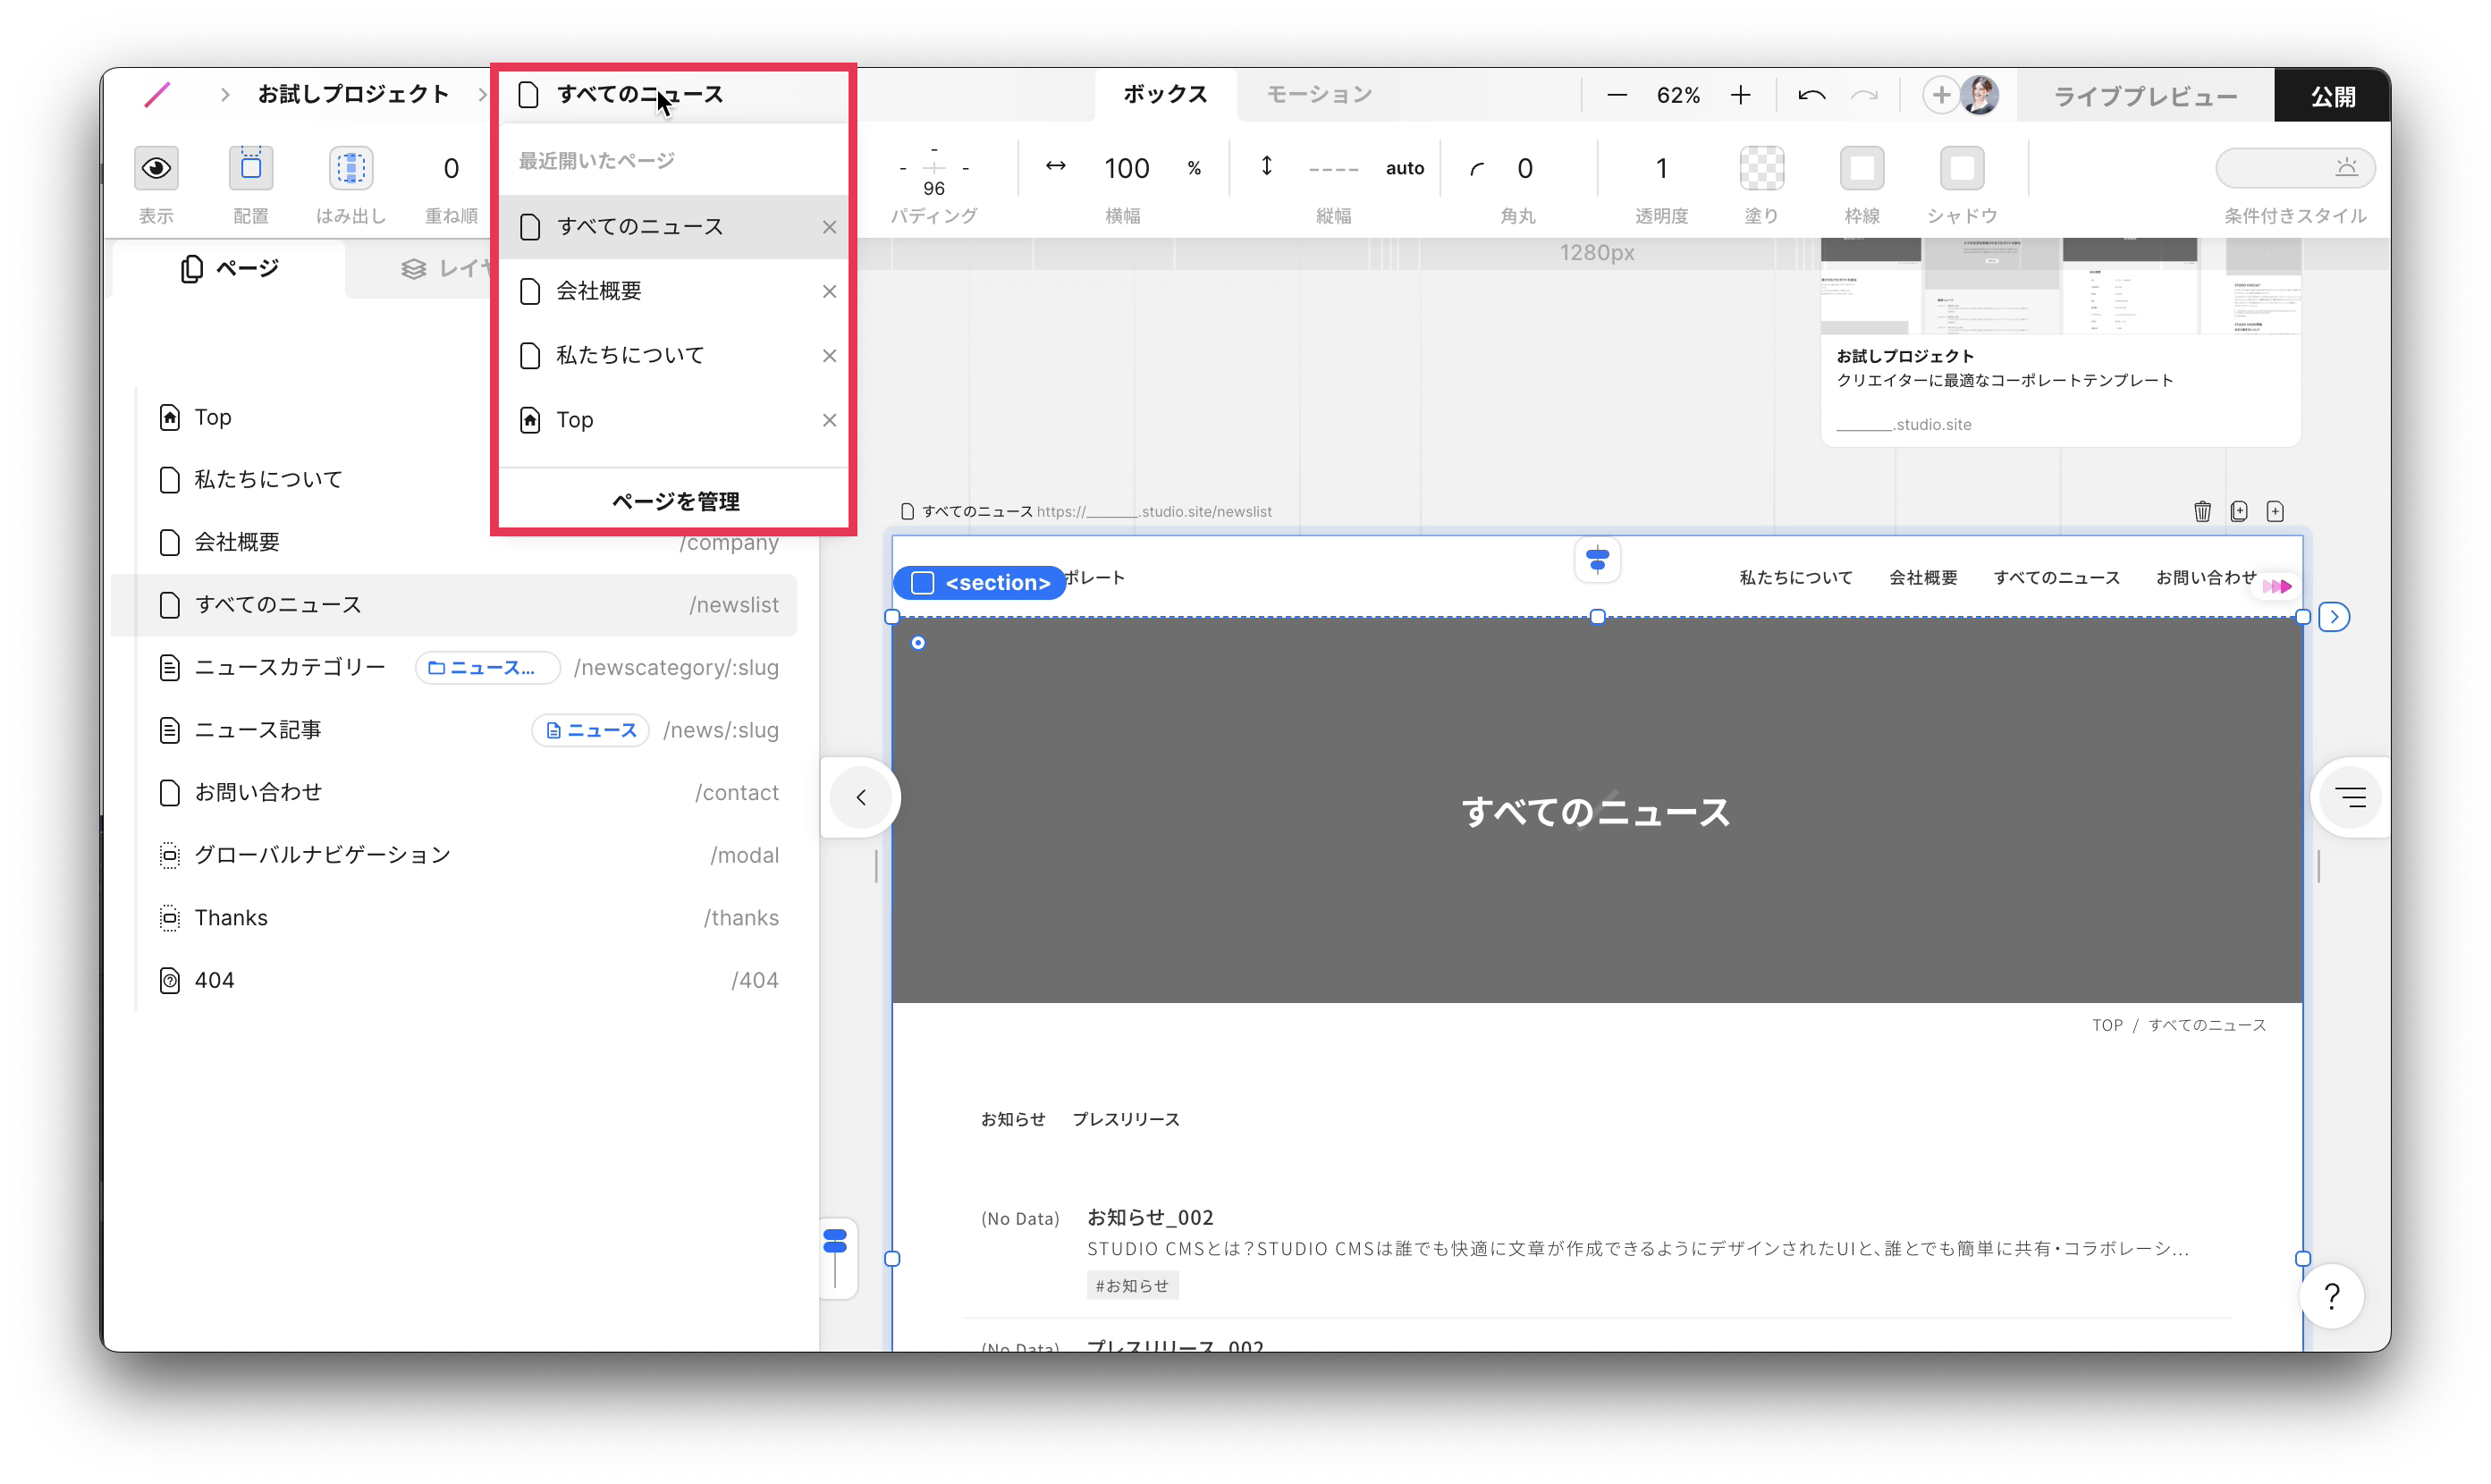 お試しプロジェクト
すべてのニュース
ボックス
モーション
62%
ライブプレビュー
公開
最近開いたページ
すべてのニュース
会社概要
私たちについて
Top
ページを管理
表示
配置
はみ出し
0
重ね順
-
- -
96
パディング
100 %
横幅
---- auto
縦幅
0
角丸
1
透明度
塗り
枠線
シャドウ
条件付きスタイル
ページ
レイヤ
Top
私たちについて
会社概要 /company
すべてのニュース /newslist
ニュースカテゴリー ニュース... /newscategory/:slug
ニュース記事 ニュース /news/:slug
お問い合わせ /contact
グローバルナビゲーション /modal
Thanks /thanks
404 /404
1280px
お試しプロジェクト
クリエイターに最適なコーポレートテンプレート
______.studio.site
すべてのニュース https://______.studio.site/newslist
<section>
ポレート
私たちについて 会社概要 すべてのニュース お問い合わせ
すべてのニュース
TOP / すべてのニュース
お知らせ プレスリリース
(No Data) お知らせ_002
STUDIO CMSとは？STUDIO CMSは誰でも快適に文章が作成できるようにデザインされたUIと、誰とでも簡単に共有・コラボレーシ...
#お知らせ
(No Data) プレスリリース_002
?